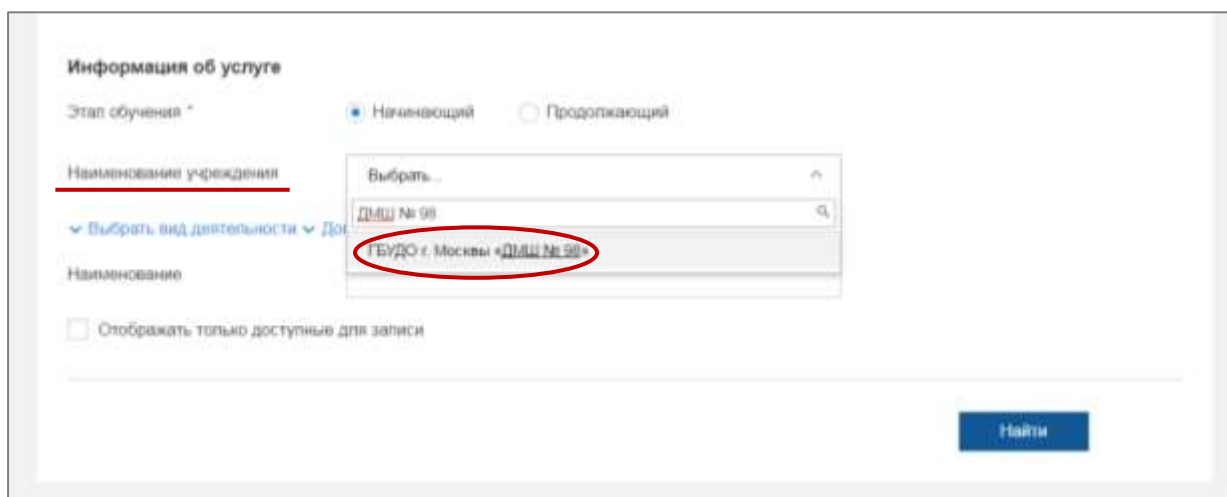 Информация об услуге
Этап обучения * Начинающий Продолжающий
Наименование учреждения Выбрать...
ДМШ № 98
Выбрать вид деятельности
ГБУДО г. Москвы «ДМШ № 98»
Наименование
Отображать только доступные для записи
Найти